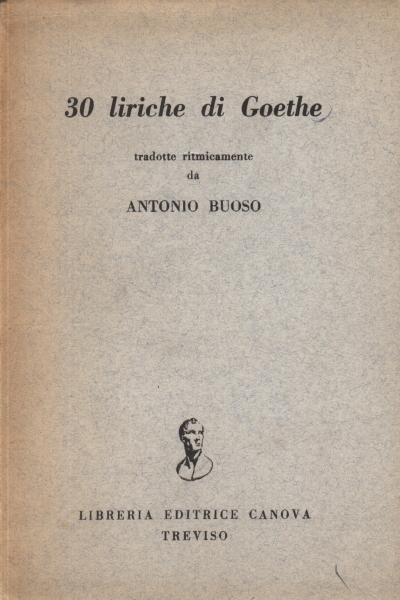 30 liriche di Goethe
tradotte ritmicamente
da
ANTONIO BUOSO
LIBRERIA EDITRICE CANOVA
TREVISO